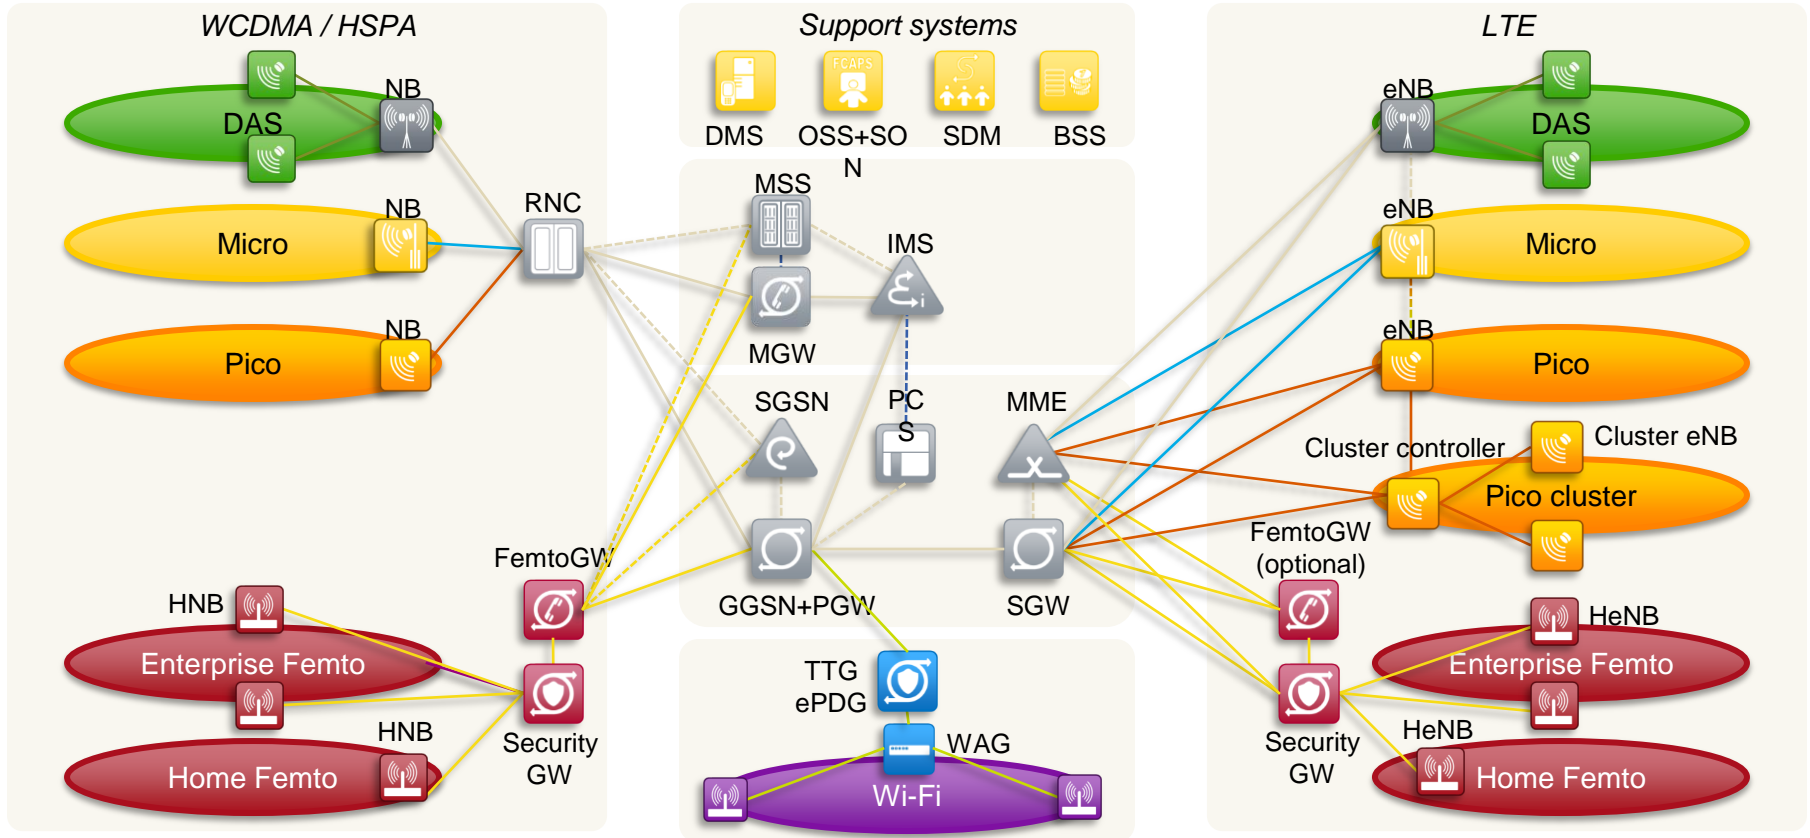 WCDMA / HSPA
NB
DAS
NB
Micro
NB
Pico
RNC
HNB
Enterprise Femto
HNB
Home Femto
FemtoGW
Security
GW
Support systems
FCAPS
DMS
OSS+SO
N
SDM
BSS
MSS
IMS
i
MGW
SGSN
PC
S
MME
GGSN+PGW
SGW
TTG
ePDG
WAG
Wi-Fi
LTE
eNB
DAS
eNB
Micro
eNB
Pico
Cluster controller
Cluster eNB
Pico cluster
FemtoGW
(optional)
HeNB
Enterprise Femto
Security
GW
HeNB
Home Femto